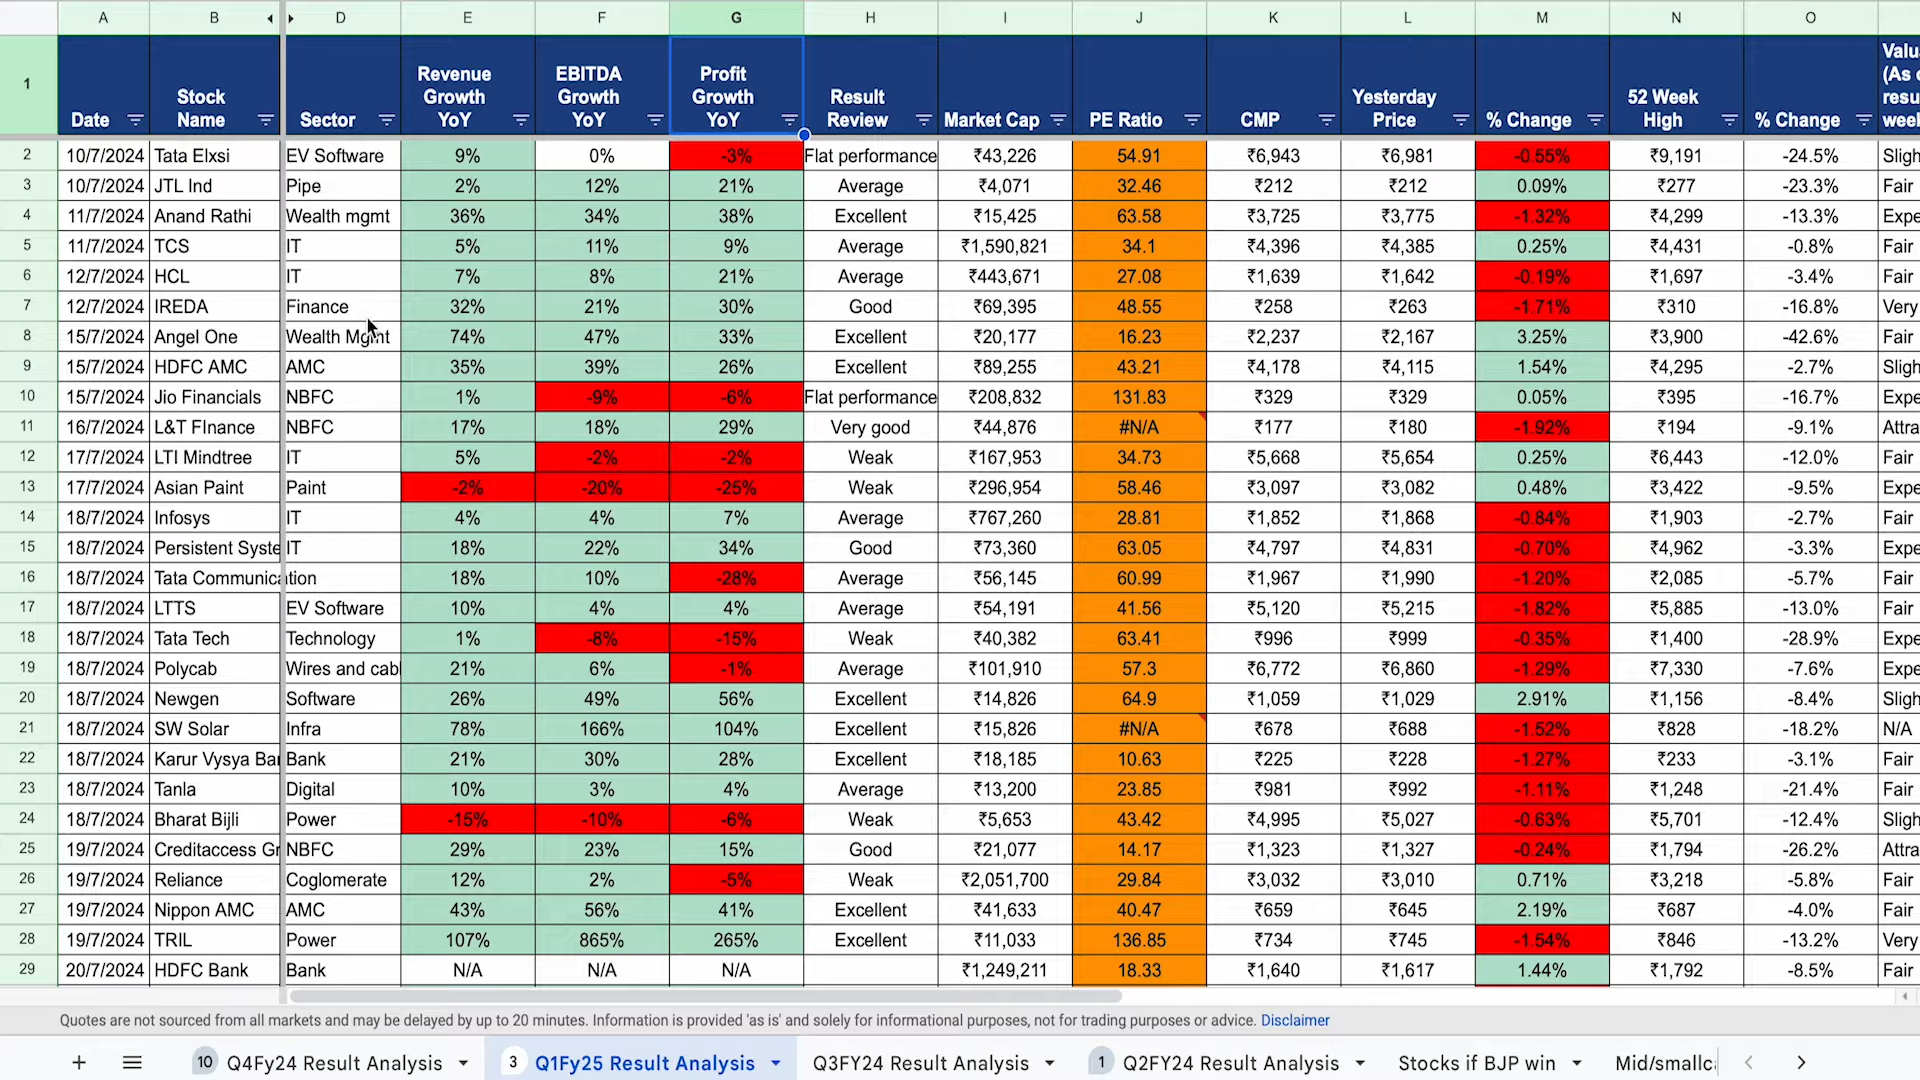 A B D E F G H I J K L M N O
1 Date Stock Name Sector Revenue Growth YoY EBITDA Growth YoY Profit Growth YoY Result Review Market Cap PE Ratio CMP Yesterday Price % Change 52 Week High % Change
2 10/7/2024 Tata Elxsi EV Software 9% 0% -3% Flat performance ₹43,226 54.91 ₹6,943 ₹6,981 -0.55% ₹9,191 -24.5% Sligh
3 10/7/2024 JTL Ind Pipe 2% 12% 21% Average ₹4,071 32.46 ₹212 ₹212 0.09% ₹277 -23.3% Fair
4 11/7/2024 Anand Rathi Wealth mgmt 36% 34% 38% Excellent ₹15,425 63.58 ₹3,725 ₹3,775 -1.32% ₹4,299 -13.3% Expe
5 11/7/2024 TCS IT 5% 11% 9% Average ₹1,590,821 34.1 ₹4,396 ₹4,385 0.25% ₹4,431 -0.8% Fair
6 12/7/2024 HCL IT 7% 8% 21% Average ₹443,671 27.08 ₹1,639 ₹1,642 -0.19% ₹1,697 -3.4% Fair
7 12/7/2024 IREDA Finance 32% 21% 30% Good ₹69,395 48.55 ₹258 ₹263 -1.71% ₹310 -16.8% Very
8 15/7/2024 Angel One Wealth Mgmt 74% 47% 33% Excellent ₹20,177 16.23 ₹2,237 ₹2,167 3.25% ₹3,900 -42.6% Fair
9 15/7/2024 HDFC AMC AMC 35% 39% 26% Excellent ₹89,255 43.21 ₹4,178 ₹4,115 1.54% ₹4,295 -2.7% Sligh
10 15/7/2024 Jio Financials NBFC 1% -9% -6% Flat performance ₹208,832 131.83 ₹329 ₹329 0.05% ₹395 -16.7% Expe
11 16/7/2024 L&T FInance NBFC 17% 18% 29% Very good ₹44,876 #N/A ₹177 ₹180 -1.92% ₹194 -9.1% Attra
12 17/7/2024 LTI Mindtree IT 5% -2% -2% Weak ₹167,953 34.73 ₹5,668 ₹5,654 0.25% ₹6,443 -12.0% Fair
13 17/7/2024 Asian Paint Paint -2% -20% -25% Weak ₹296,954 58.46 ₹3,097 ₹3,082 0.48% ₹3,422 -9.5% Expe
14 18/7/2024 Infosys IT 4% 4% 7% Average ₹767,260 28.81 ₹1,852 ₹1,868 -0.84% ₹1,903 -2.7% Fair
15 18/7/2024 Persistent Syste IT 18% 22% 34% Good ₹73,360 63.05 ₹4,797 ₹4,831 -0.70% ₹4,962 -3.3% Expe
16 18/7/2024 Tata Communication 18% 10% -28% Average ₹56,145 60.99 ₹1,967 ₹1,990 -1.20% ₹2,085 -5.7% Fair
17 18/7/2024 LTTS EV Software 10% 4% 4% Average ₹54,191 41.56 ₹5,120 ₹5,215 -1.82% ₹5,885 -13.0% Fair
18 18/7/2024 Tata Tech Technology 1% -8% -15% Weak ₹40,382 63.41 ₹996 ₹999 -0.35% ₹1,400 -28.9% Expe
19 18/7/2024 Polycab Wires and cabl 21% 6% -1% Average ₹101,910 57.3 ₹6,772 ₹6,860 -1.29% ₹7,330 -7.6% Expe
20 18/7/2024 Newgen Software 26% 49% 56% Excellent ₹14,826 64.9 ₹1,059 ₹1,029 2.91% ₹1,156 -8.4% Sligh
21 18/7/2024 SW Solar Infra 78% 166% 104% Excellent ₹15,826 #N/A ₹678 ₹688 -1.52% ₹828 -18.2% N/A
22 18/7/2024 Karur Vysya Bar Bank 21% 30% 28% Excellent ₹18,185 10.63 ₹225 ₹228 -1.27% ₹233 -3.1% Fair
23 18/7/2024 Tanla Digital 10% 3% 4% Average ₹13,200 23.85 ₹981 ₹992 -1.11% ₹1,248 -21.4% Fair
24 18/7/2024 Bharat Bijli Power -15% -10% -6% Weak ₹5,653 43.42 ₹4,995 ₹5,027 -0.63% ₹5,701 -12.4% Sligh
25 19/7/2024 Creditaccess Gr NBFC 29% 23% 15% Good ₹21,077 14.17 ₹1,323 ₹1,327 -0.24% ₹1,794 -26.2% Attra
26 19/7/2024 Reliance Coglomerate 12% 2% -5% Weak ₹2,051,700 29.84 ₹3,032 ₹3,010 0.71% ₹3,218 -5.8% Fair
27 19/7/2024 Nippon AMC AMC 43% 56% 41% Excellent ₹41,633 40.47 ₹659 ₹645 2.19% ₹687 -4.0% Fair
28 19/7/2024 TRIL Power 107% 865% 265% Excellent ₹11,033 136.85 ₹734 ₹745 -1.54% ₹846 -13.2% Very
29 20/7/2024 HDFC Bank Bank N/A N/A N/A ₹1,249,211 18.33 ₹1,640 ₹1,617 1.44% ₹1,792 -8.5% Fair
Quotes are not sourced from all markets and may be delayed by up to 20 minutes. Information is provided 'as is' and solely for informational purposes, not for trading purposes or advice. Disclaimer
10 Q4Fy24 Result Analysis 3 Q1Fy25 Result Analysis Q3FY24 Result Analysis 1 Q2FY24 Result Analysis Stocks if BJP win Mid/smallc